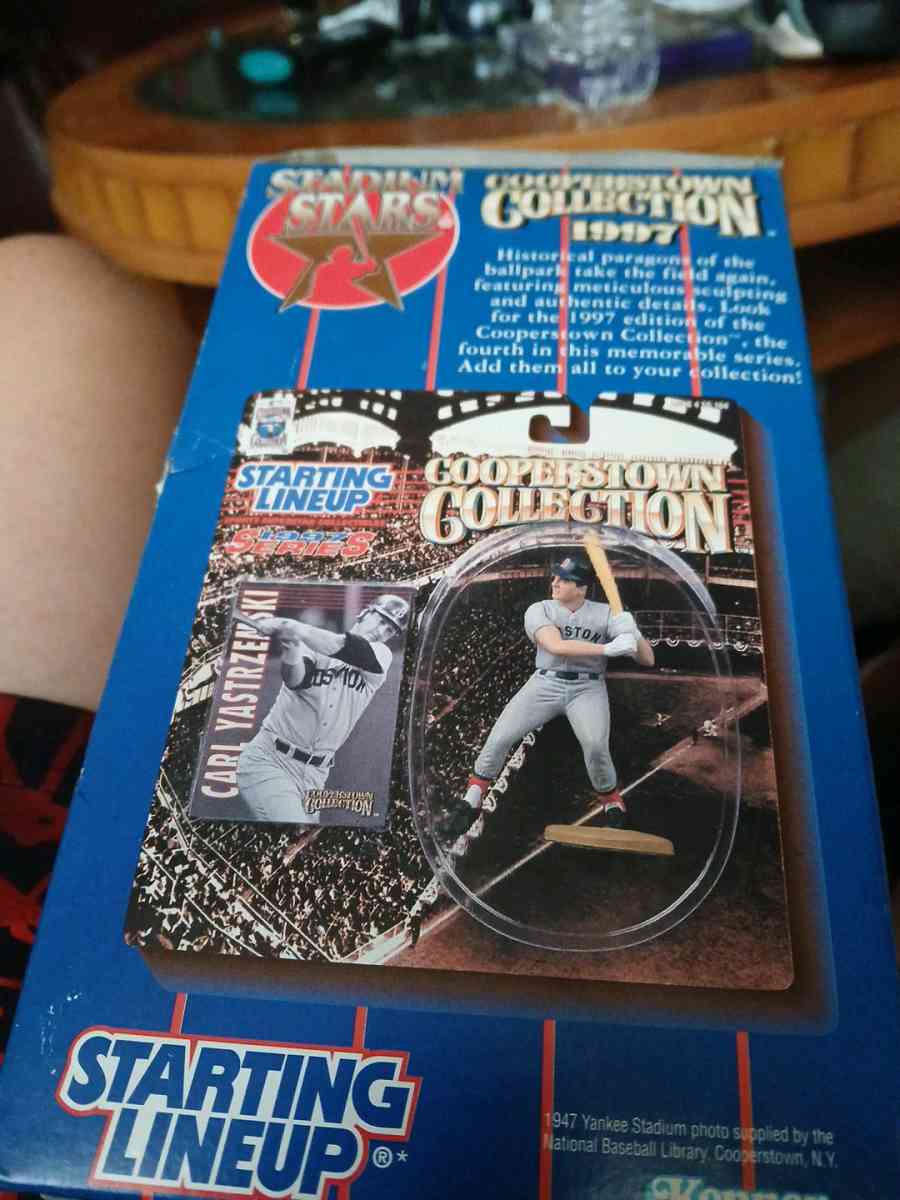 STADIUM
STARS
COOPERSTOWN
COLLECTION
1997
Historical paragons of the
ballpark take the field again,
featuring meticulous sculpting
and authentic details. Look
for the 1997 edition of the
Cooperstown Collection™, the
fourth in this memorable series.
Add them all to your collection!
STARTING
LINEUP
1997
SERIES
COOPERSTOWN
COLLECTION
CARL YASTRZEMSKI
BOSTON
COOPERSTOWN
COLLECTION
STON
STARTING
LINEUP®*
1947 Yankee Stadium photo supplied by the
National Baseball Library, Cooperstown, N.Y.